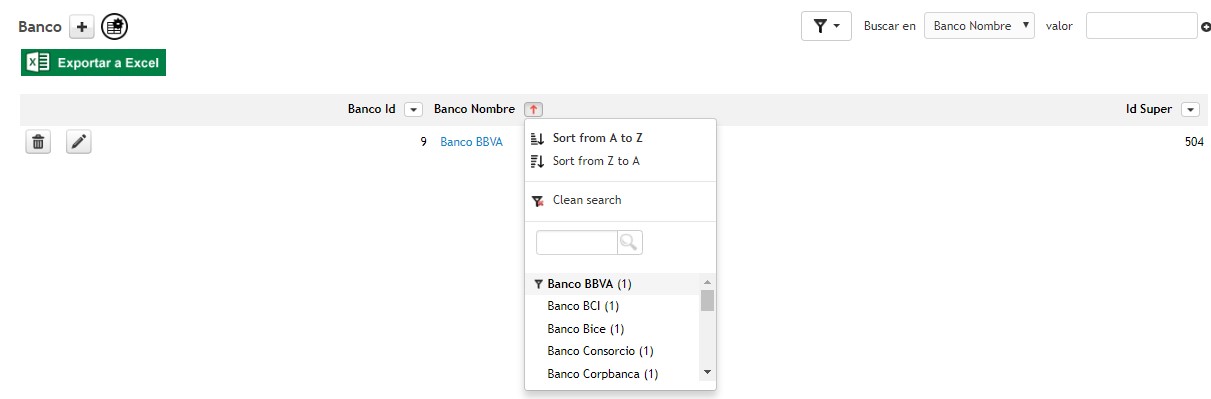 Banco
Buscar en Banco Nombre valor
Exportar a Excel
Banco Id Banco Nombre Id Super
9 Banco BBVA 504
Sort from A to Z
Sort from Z to A
Clean search
Banco BBVA (1)
Banco BCI (1)
Banco Bice (1)
Banco Consorcio (1)
Banco Corpbanca (1)